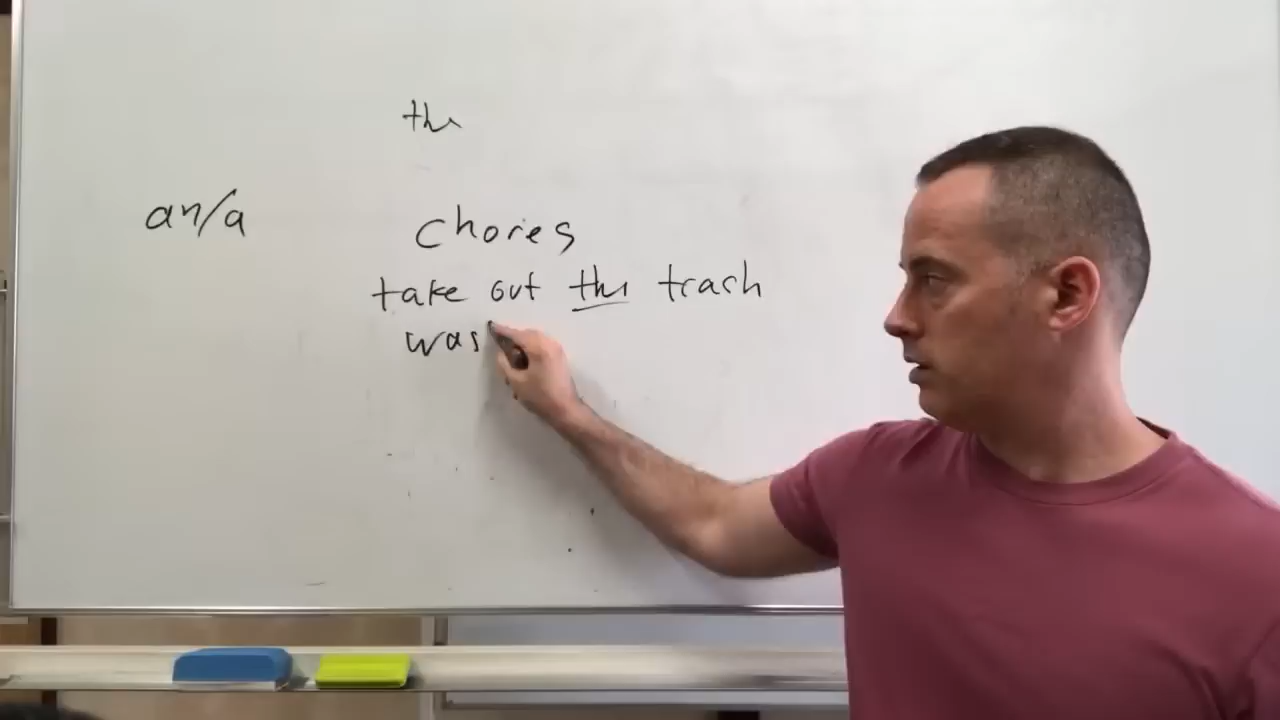 the
an/a
chores
take out the trash
was